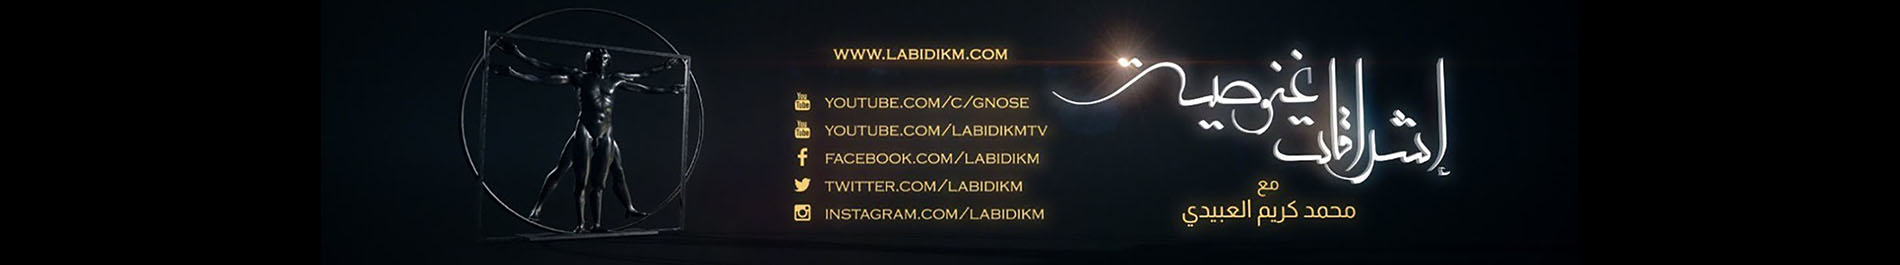 WWW.LABIDIKM.COM
YOUTUBE.COM/C/GNOSE
YOUTUBE.COM/LABIDIKMTV
FACEBOOK.COM/LABIDIKM
TWITTER.COM/LABIDIKM
INSTAGRAM.COM/LABIDIKM
إشراقات غنوصية
مع
محمد كريم العبيدي